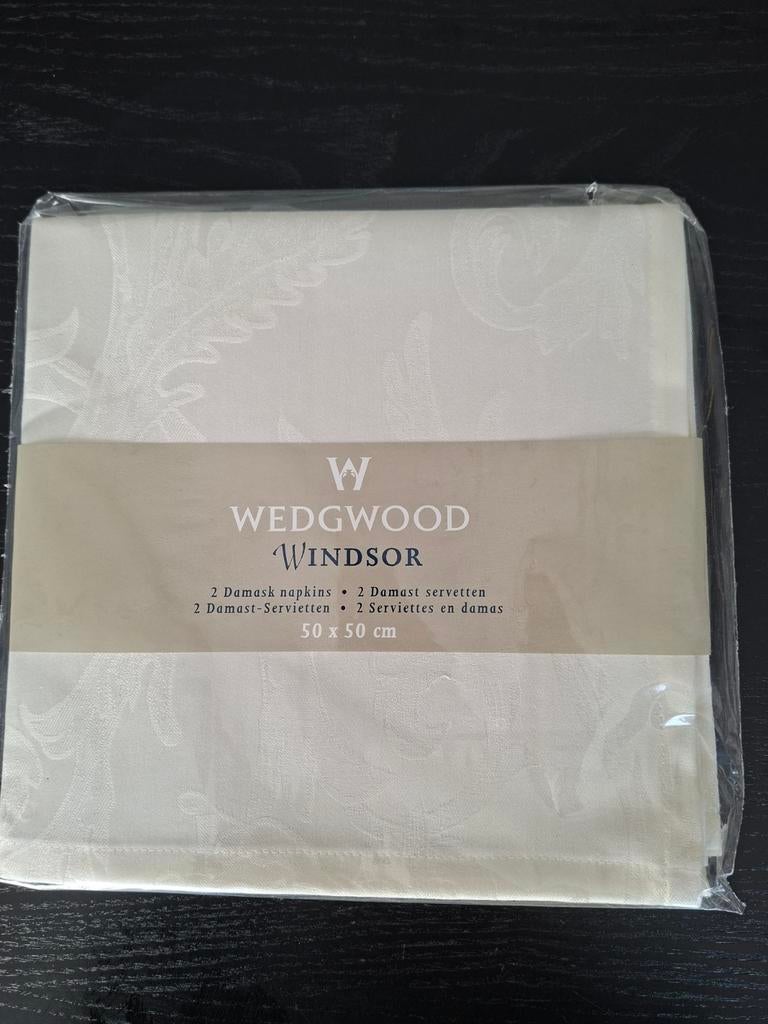 W
WEDGWOOD
WINDSOR
2 Damask napkins • 2 Damast servetten
2 Damast-Servietten • 2 Serviettes en damas
50 x 50 cm